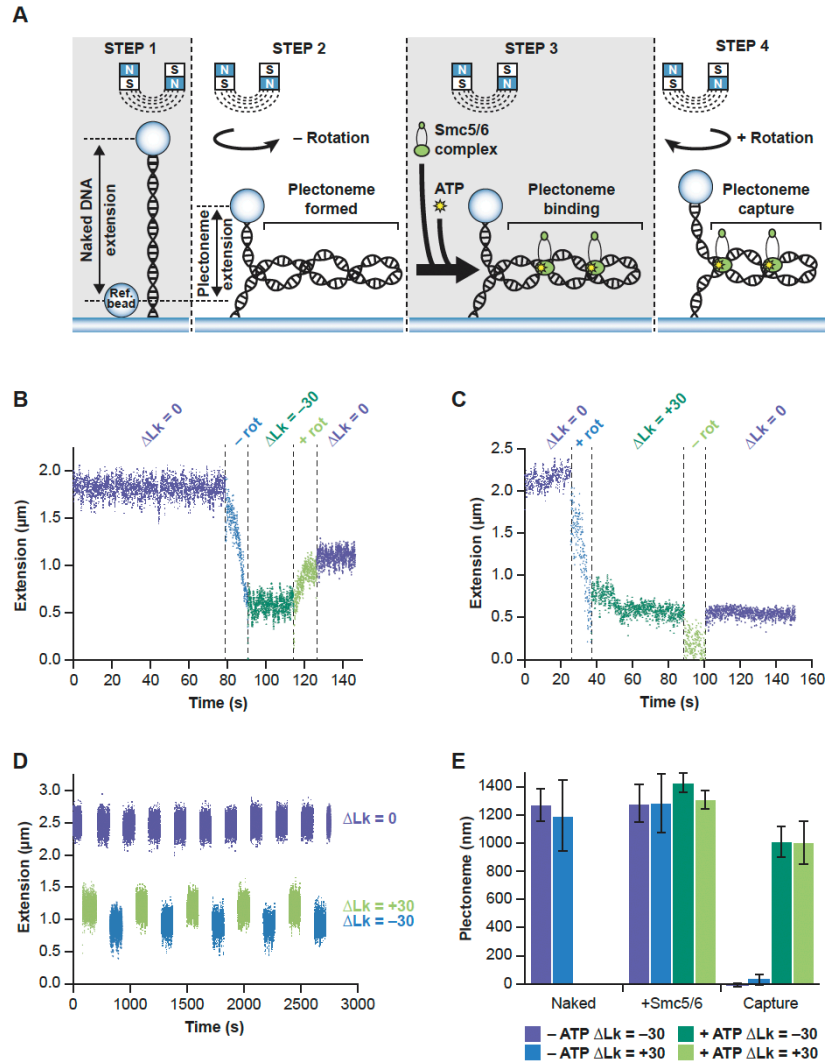 A
STEP 1
STEP 2
STEP 3
STEP 4
N S
S N
N S
S N
N S
S N
N S
S N
Naked DNA
extension
Ref.
bead
– Rotation
Plectoneme
formed
Plectoneme
extension
Smc5/6
complex
ATP
Plectoneme
binding
+ Rotation
Plectoneme
capture
B
ΔLk = 0
– rot
ΔLk = –30
+ rot
ΔLk = 0
Extension (µm)
2.0
1.5
1.0
0.5
0.0
0 20 40 60 80 100 120 140
Time (s)
C
ΔLk = 0
+ rot
ΔLk = +30
– rot
ΔLk = 0
Extension (µm)
2.5
2.0
1.5
1.0
0.5
0.0
0 20 40 60 80 100 120 140 160
Time (s)
D
Extension (µm)
3.0
2.5
2.0
1.5
1.0
0.5
0.0
ΔLk = 0
ΔLk = +30
ΔLk = –30
0 500 1000 1500 2000 2500 3000
Time (s)
E
Plectoneme (nm)
1400
1200
1000
800
600
400
200
0
Naked +Smc5/6 Capture
– ATP ΔLk = –30
+ ATP ΔLk = –30
– ATP ΔLk = +30
+ ATP ΔLk = +30